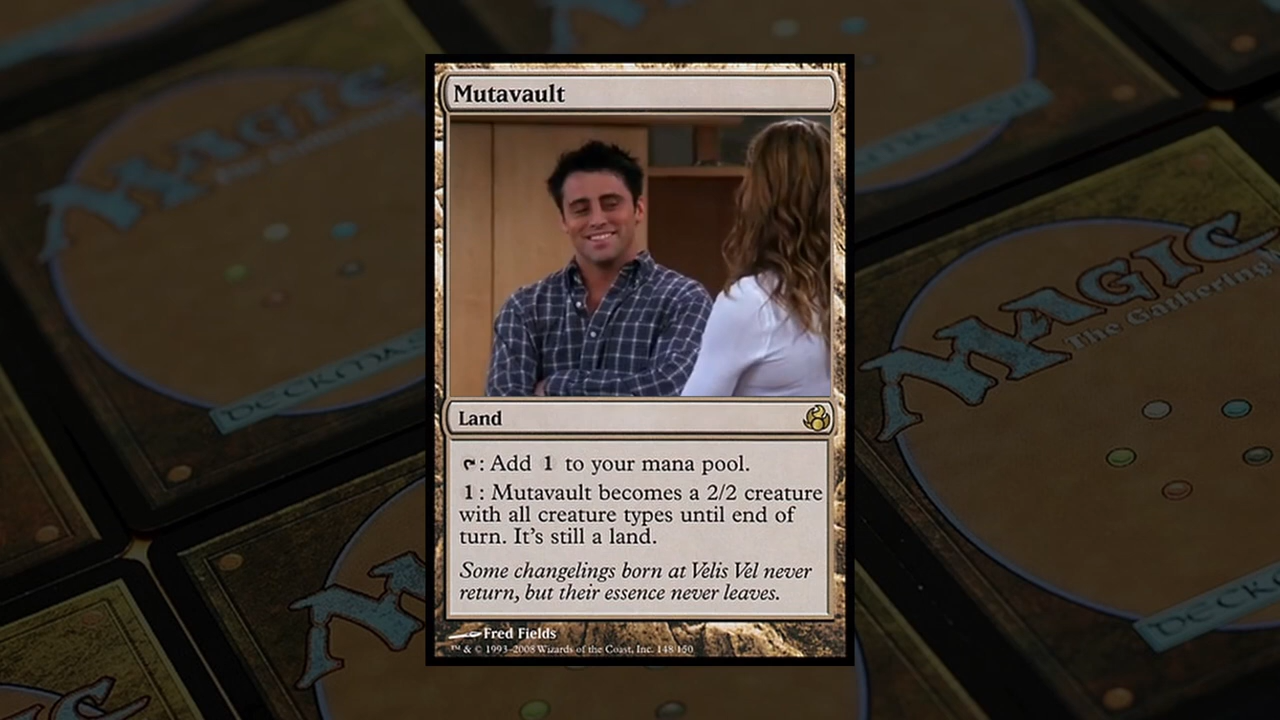 Mutavault
Land
: Add 1 to your mana pool.
1: Mutavault becomes a 2/2 creature
with all creature types until end of
turn. It's still a land.
Some changelings born at Velis Vel never
return, but their essence never leaves.
Fred Fields
™ & © 1993–2008 Wizards of the Coast, Inc. 148/150
MAGIC
DECKMAS
MAGIC
The Gathering
DECK